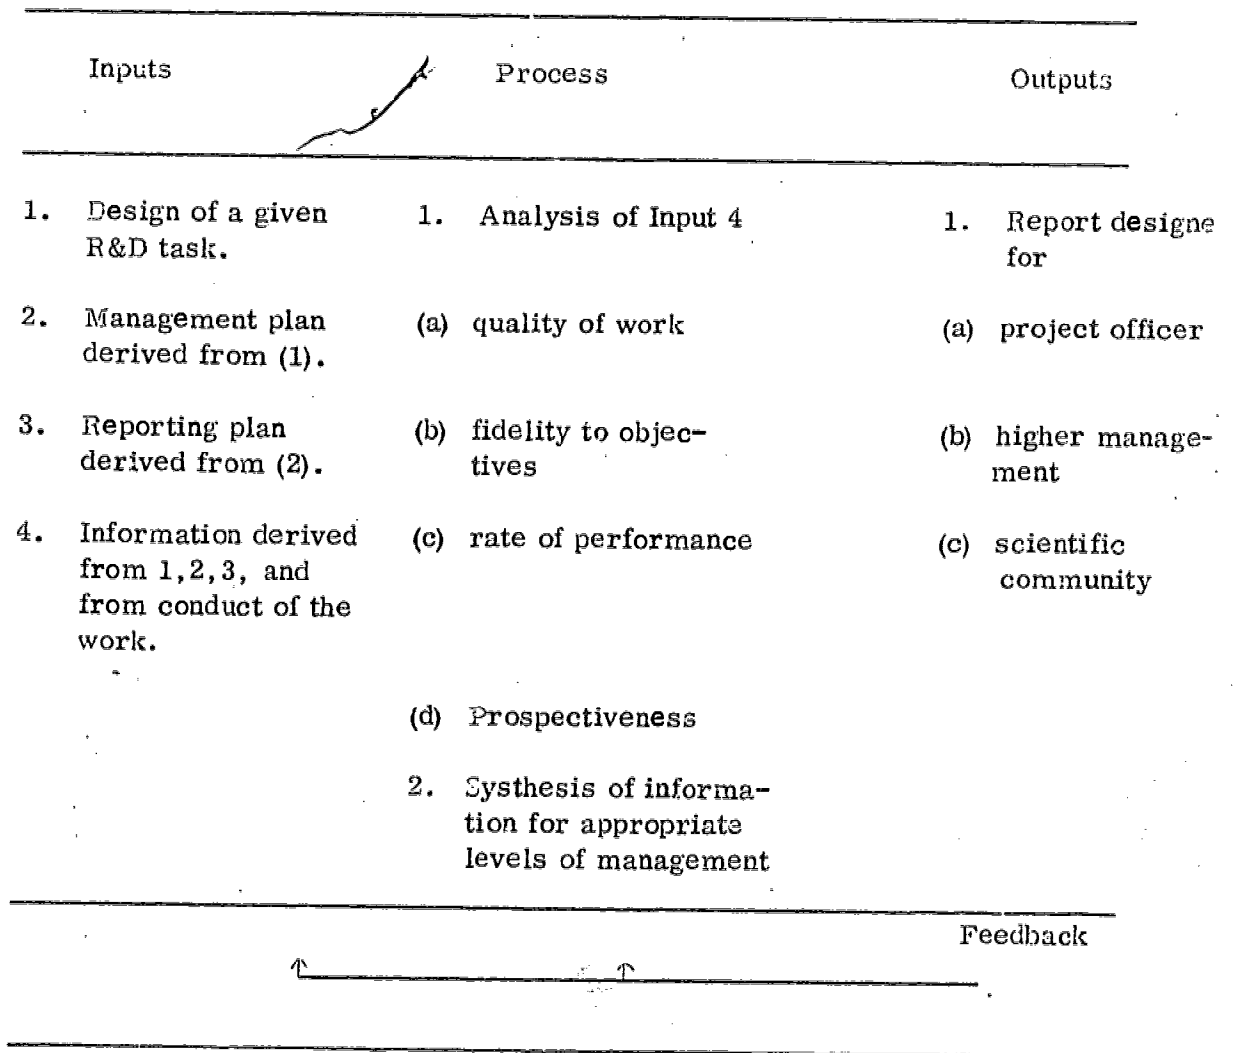 Inputs
Process
Outputs
1. Design of a given
R&D task.
2. Management plan
derived from (1).
3. Reporting plan
derived from (2).
4. Information derived
from 1,2,3, and
from conduct of the
work.
1. Analysis of Input 4
(a) quality of work
(b) fidelity to objec-
tives
(c) rate of performance
(d) Prospectiveness
2. Systhesis of informa-
tion for appropriate
levels of management
1. Report designe
for
(a) project officer
(b) higher manage-
ment
(c) scientific
community
Feedback